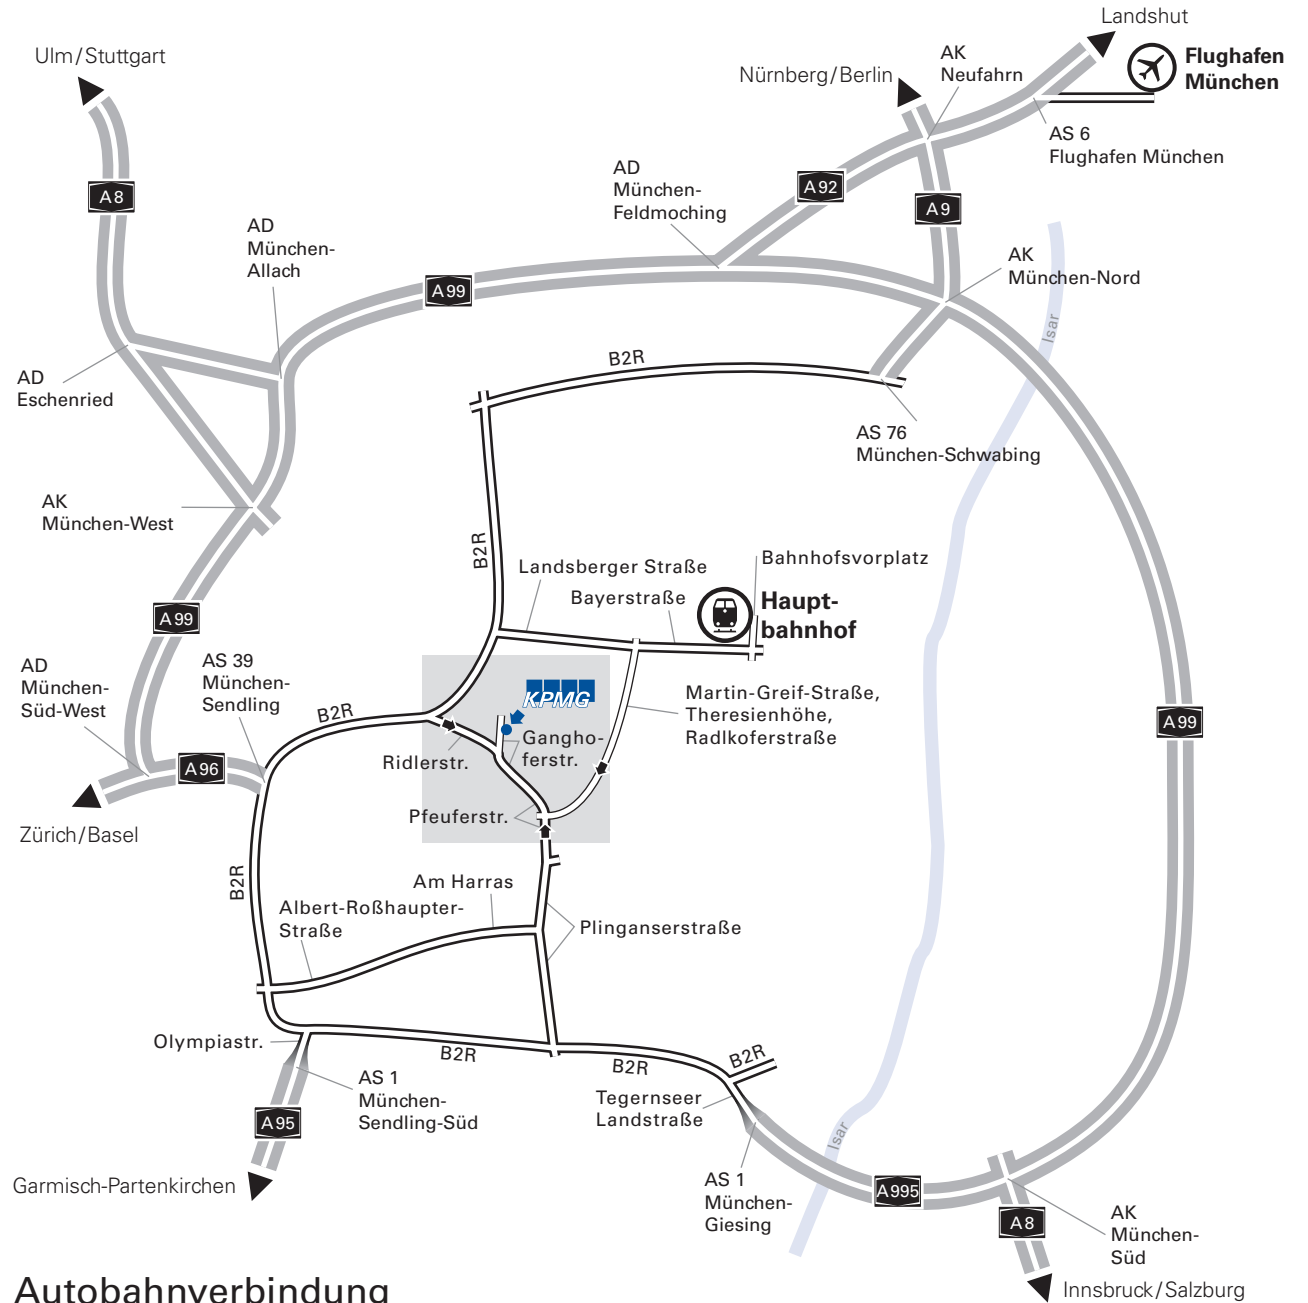 Landshut
Ulm/Stuttgart
Nürnberg/Berlin
AK
Neufahrn
Flughafen
München
AS 6
Flughafen München
AD
München-
Feldmoching
A92
A8
A9
AD
München-
Allach
AK
München-Nord
A99
Isar
B2R
AD
Eschenried
AS 76
München-Schwabing
AK
München-West
B2R
Landsberger Straße
Bahnhofsvorplatz
Bayerstraße
Haupt-
bahnhof
A99
AD
München-
Süd-West
AS 39
München-
Sendling
KPMG
Martin-Greif-Straße,
Theresienhöhe,
Radlkoferstraße
B2R
A99
Gangho-
ferstr.
Ridlerstr.
A96
Pfeuferstr.
Zürich/Basel
B2R
Am Harras
Albert-Roßhaupter-
Straße
Plinganserstraße
Olympiastr.
B2R
B2R
B2R
AS 1
München-
Sendling-Süd
Tegernseer
Landstraße
A95
Isar
Garmisch-Partenkirchen
AS 1
München-
Giesing
A995
A8
AK
München-
Süd
Innsbruck/Salzburg
Autobahnverbindung